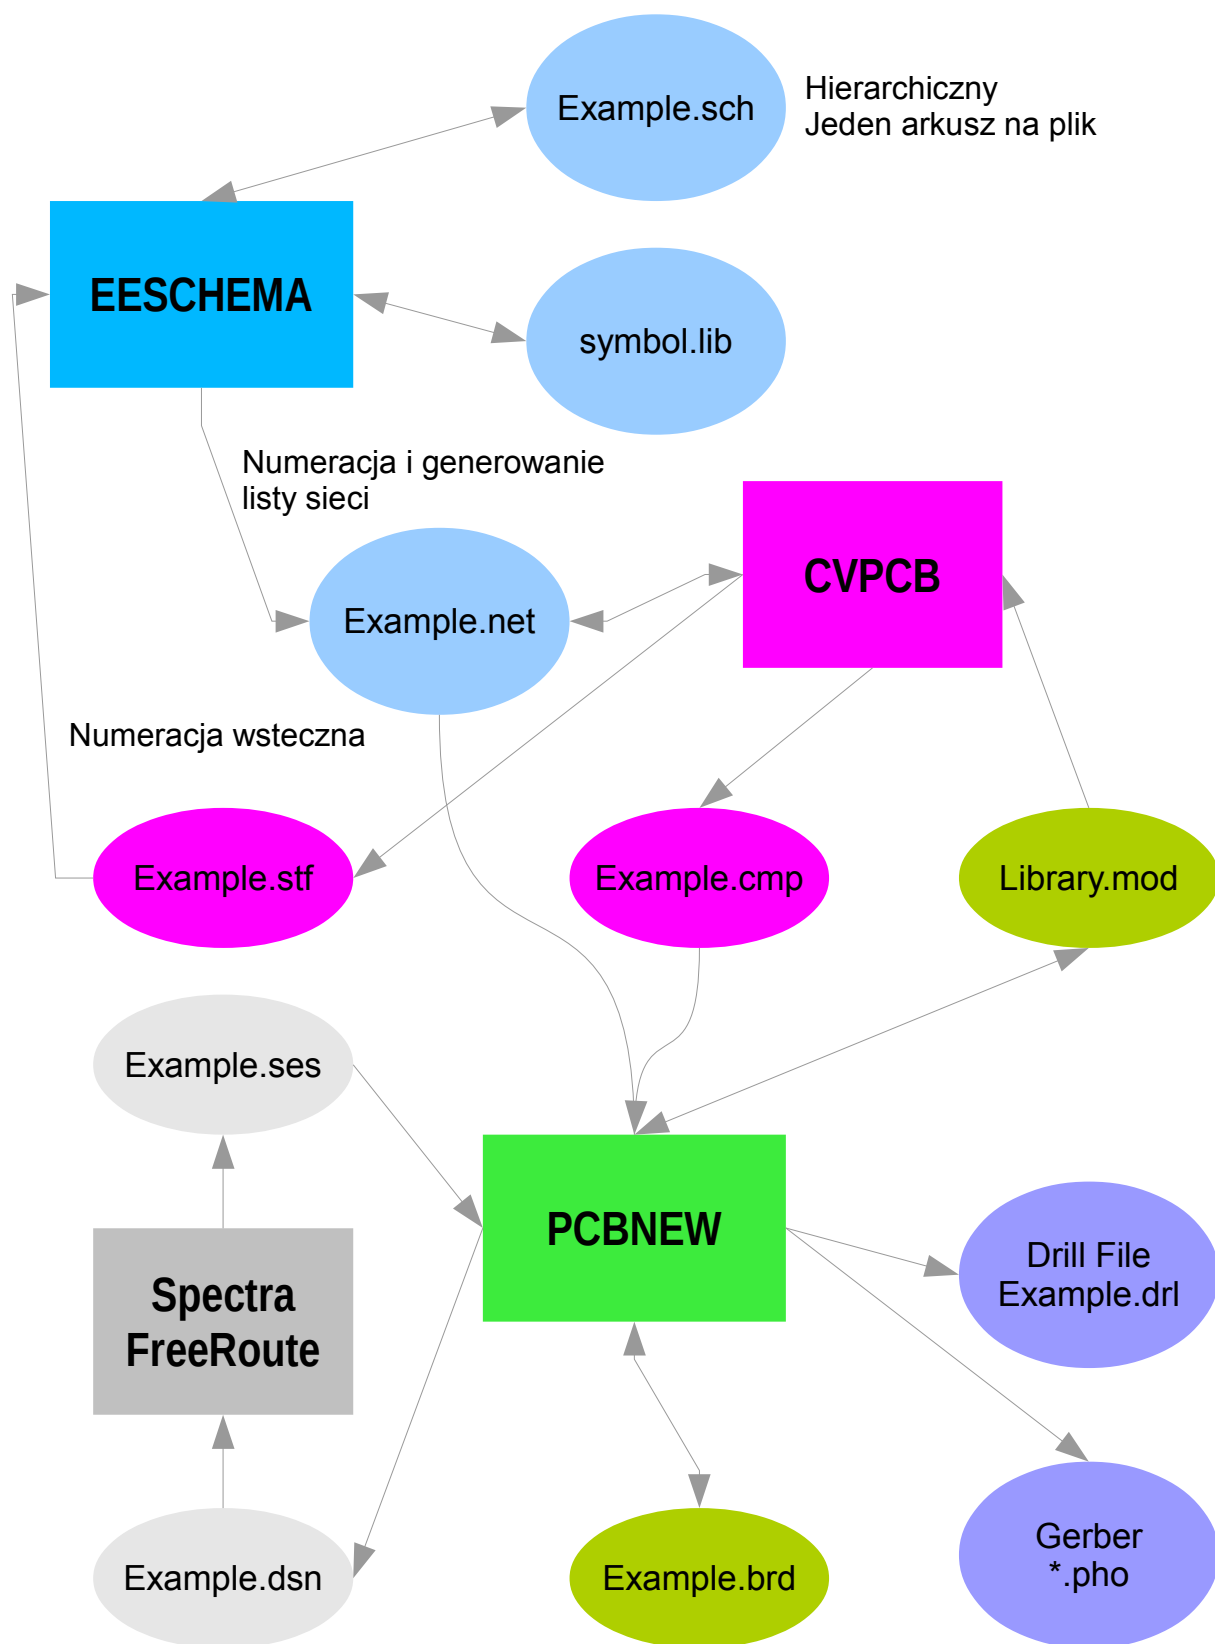 Example.sch
Hierarchiczny
Jeden arkusz na plik
EESCHEMA
symbol.lib
Numeracja i generowanie
listy sieci
CVPCB
Example.net
Numeracja wsteczna
Example.stf
Example.cmp
Library.mod
Example.ses
PCBNEW
Drill File
Example.drl
Spectra
FreeRoute
Gerber
*.pho
Example.dsn
Example.brd